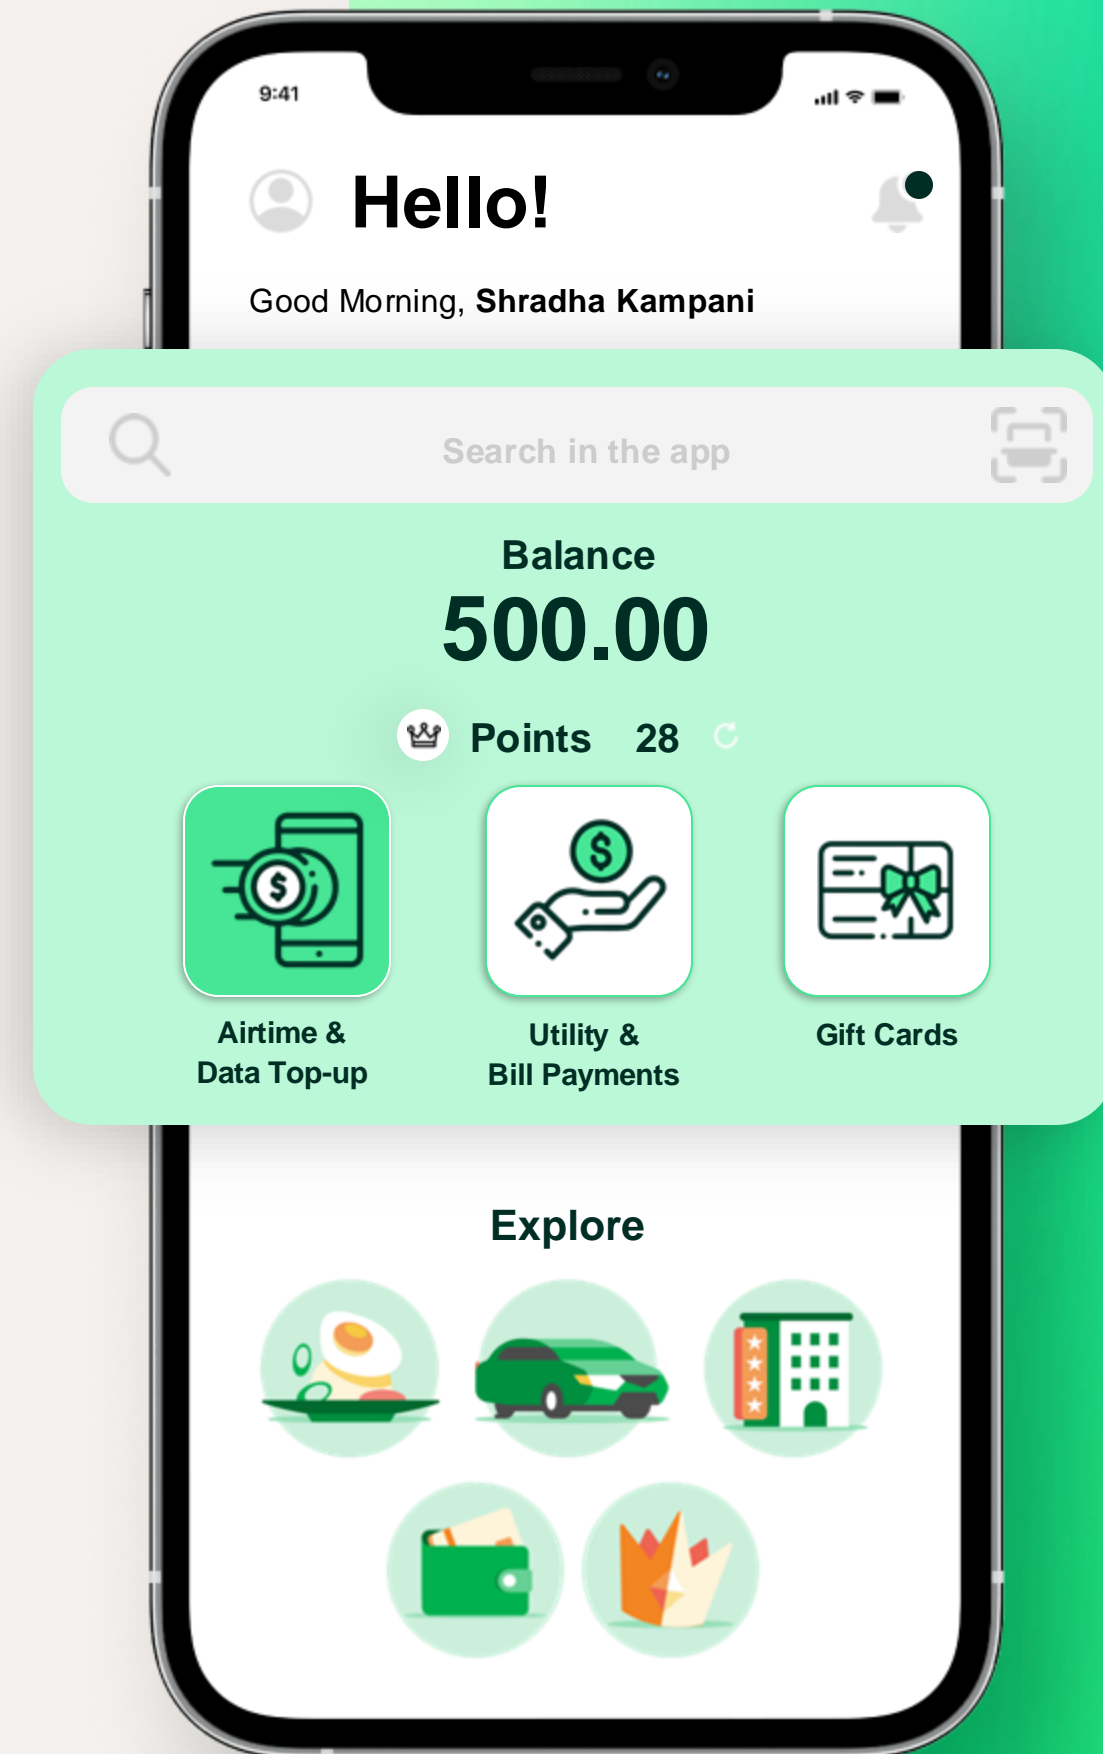 9:41
Hello!
Good Morning, Shradha Kampani
Search in the app
Balance
500.00
Points 28
Airtime &
Data Top-up
Utility &
Bill Payments
Gift Cards
Explore